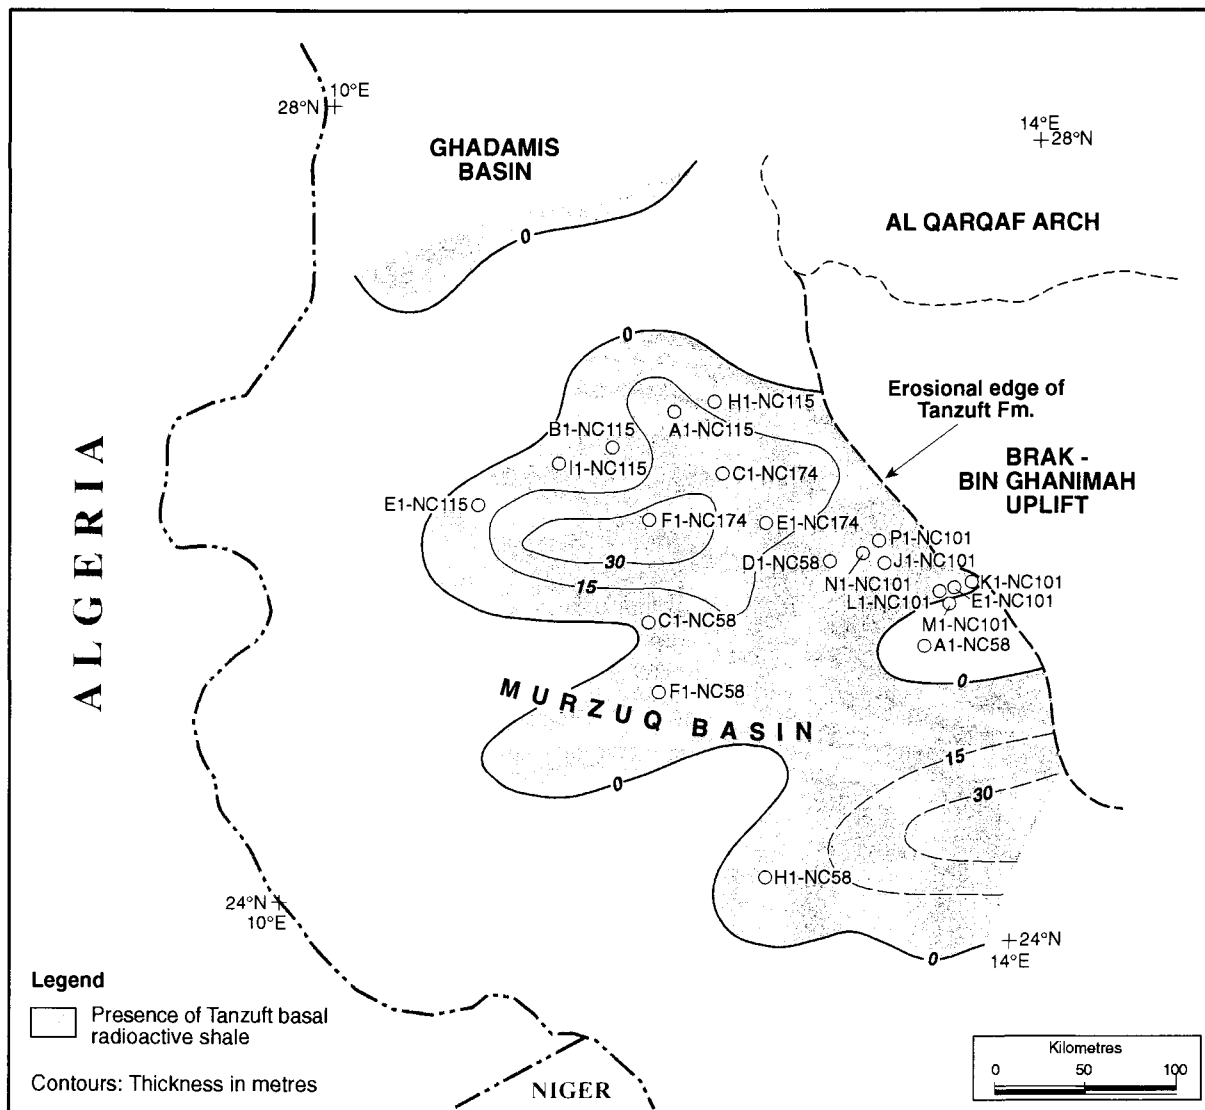 10°E
28°N
14°E
28°N
GHADAMIS
BASIN
AL QARQAF ARCH
0
0
Erosional edge of
Tanzuft Fm.
H1-NC115
A1-NC115
B1-NC115
I1-NC115
C1-NC174
BRAK -
BIN GHANIMAH
UPLIFT
E1-NC115
F1-NC174
E1-NC174
P1-NC101
30
D1-NC58
J1-NC101
15
N1-NC101
K1-NC101
L1-NC101
E1-NC101
C1-NC58
M1-NC101
A1-NC58
0
F1-NC58
MURZUQ BASIN
ALGERIA
15
0
30
H1-NC58
24°N
10°E
24°N
14°E
0
Legend
Presence of Tanzuft basal
radioactive shale
Contours: Thickness in metres
NIGER
Kilometres
0 50 100